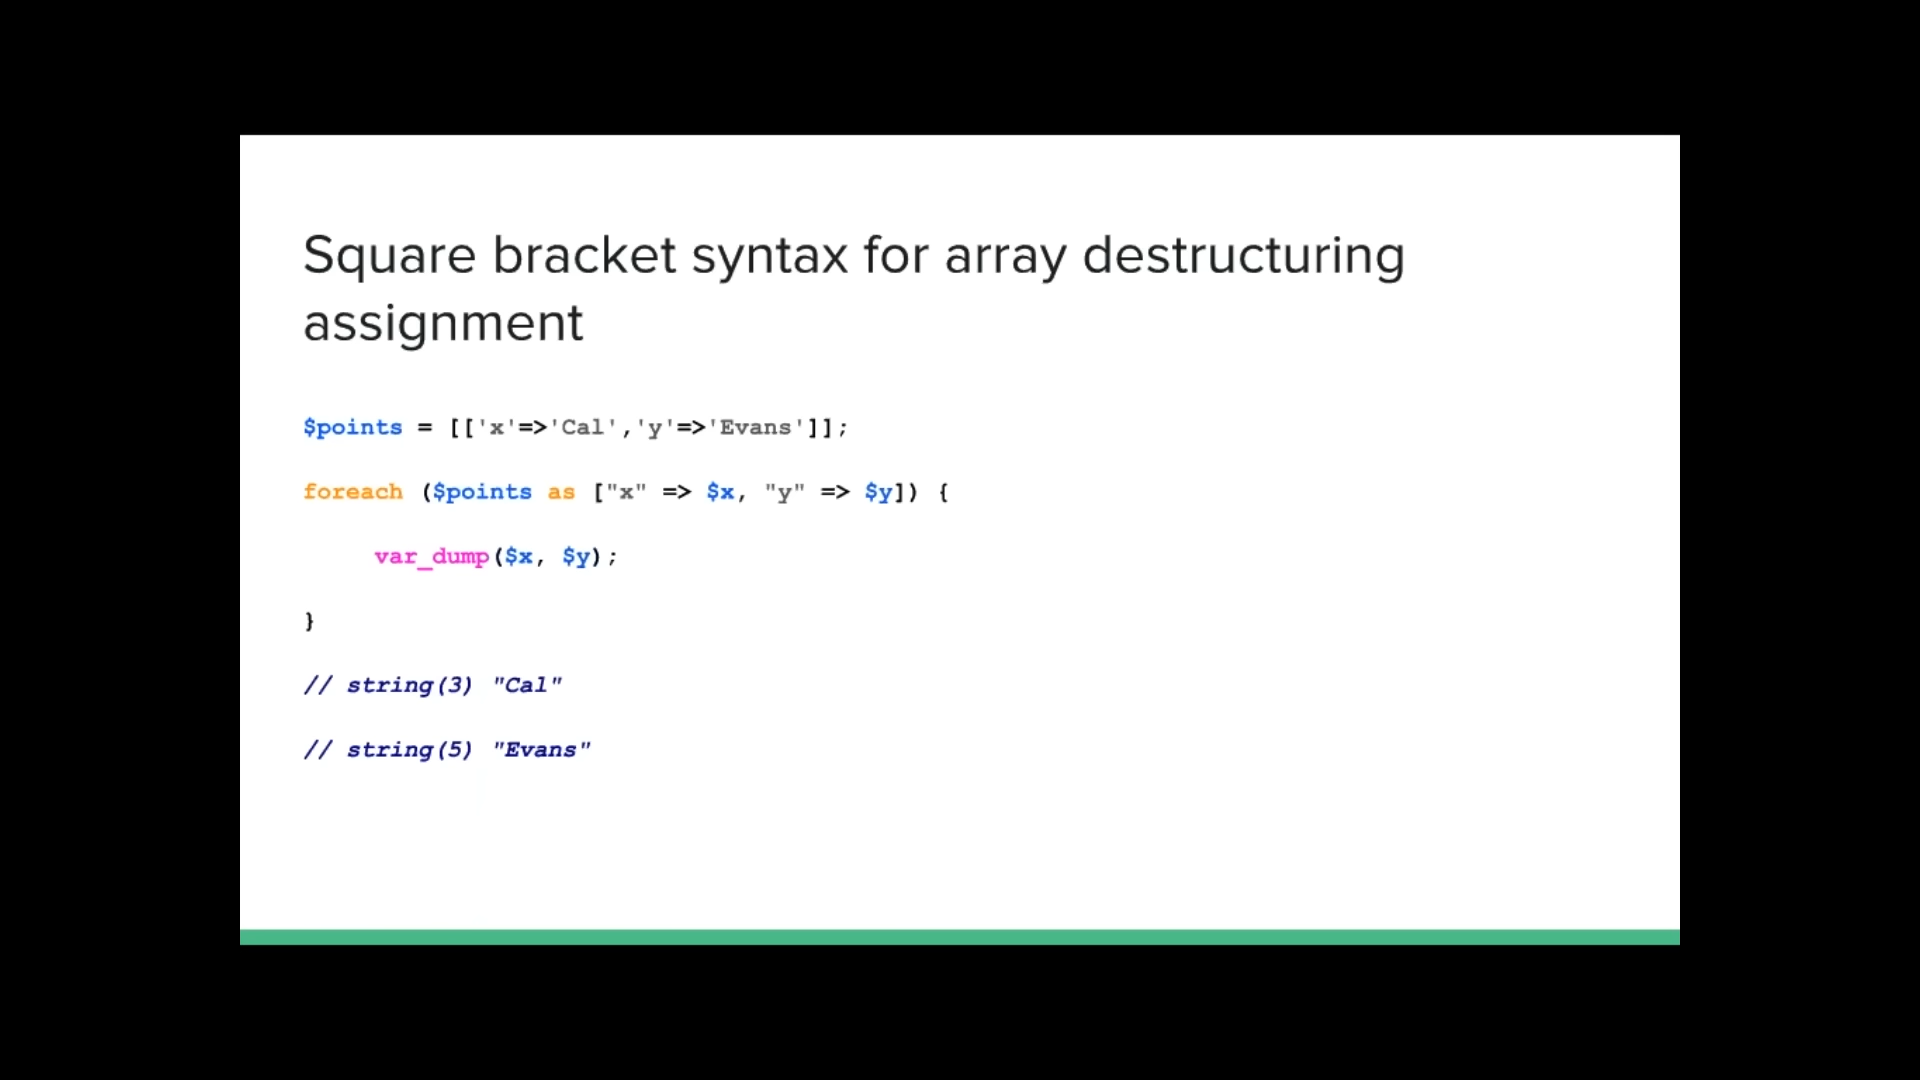 Square bracket syntax for array destructuring
assignment
$points = [['x'=>'Cal','y'=>'Evans']];
foreach ($points as ["x" => $x, "y" => $y]) {
var_dump($x, $y);
}
// string(3) "Cal"
// string(5) "Evans"